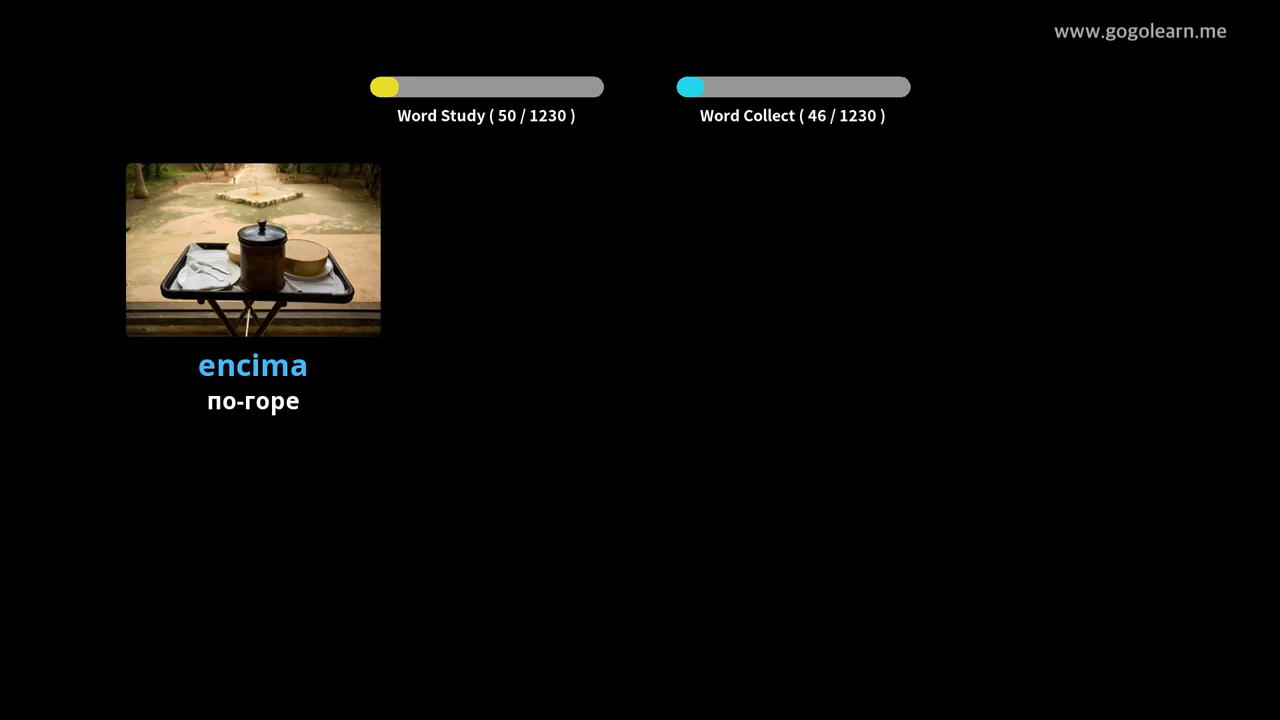 www.gogolearn.me
Word Study ( 50 / 1230 )
Word Collect ( 46 / 1230 )
encima
по-горе